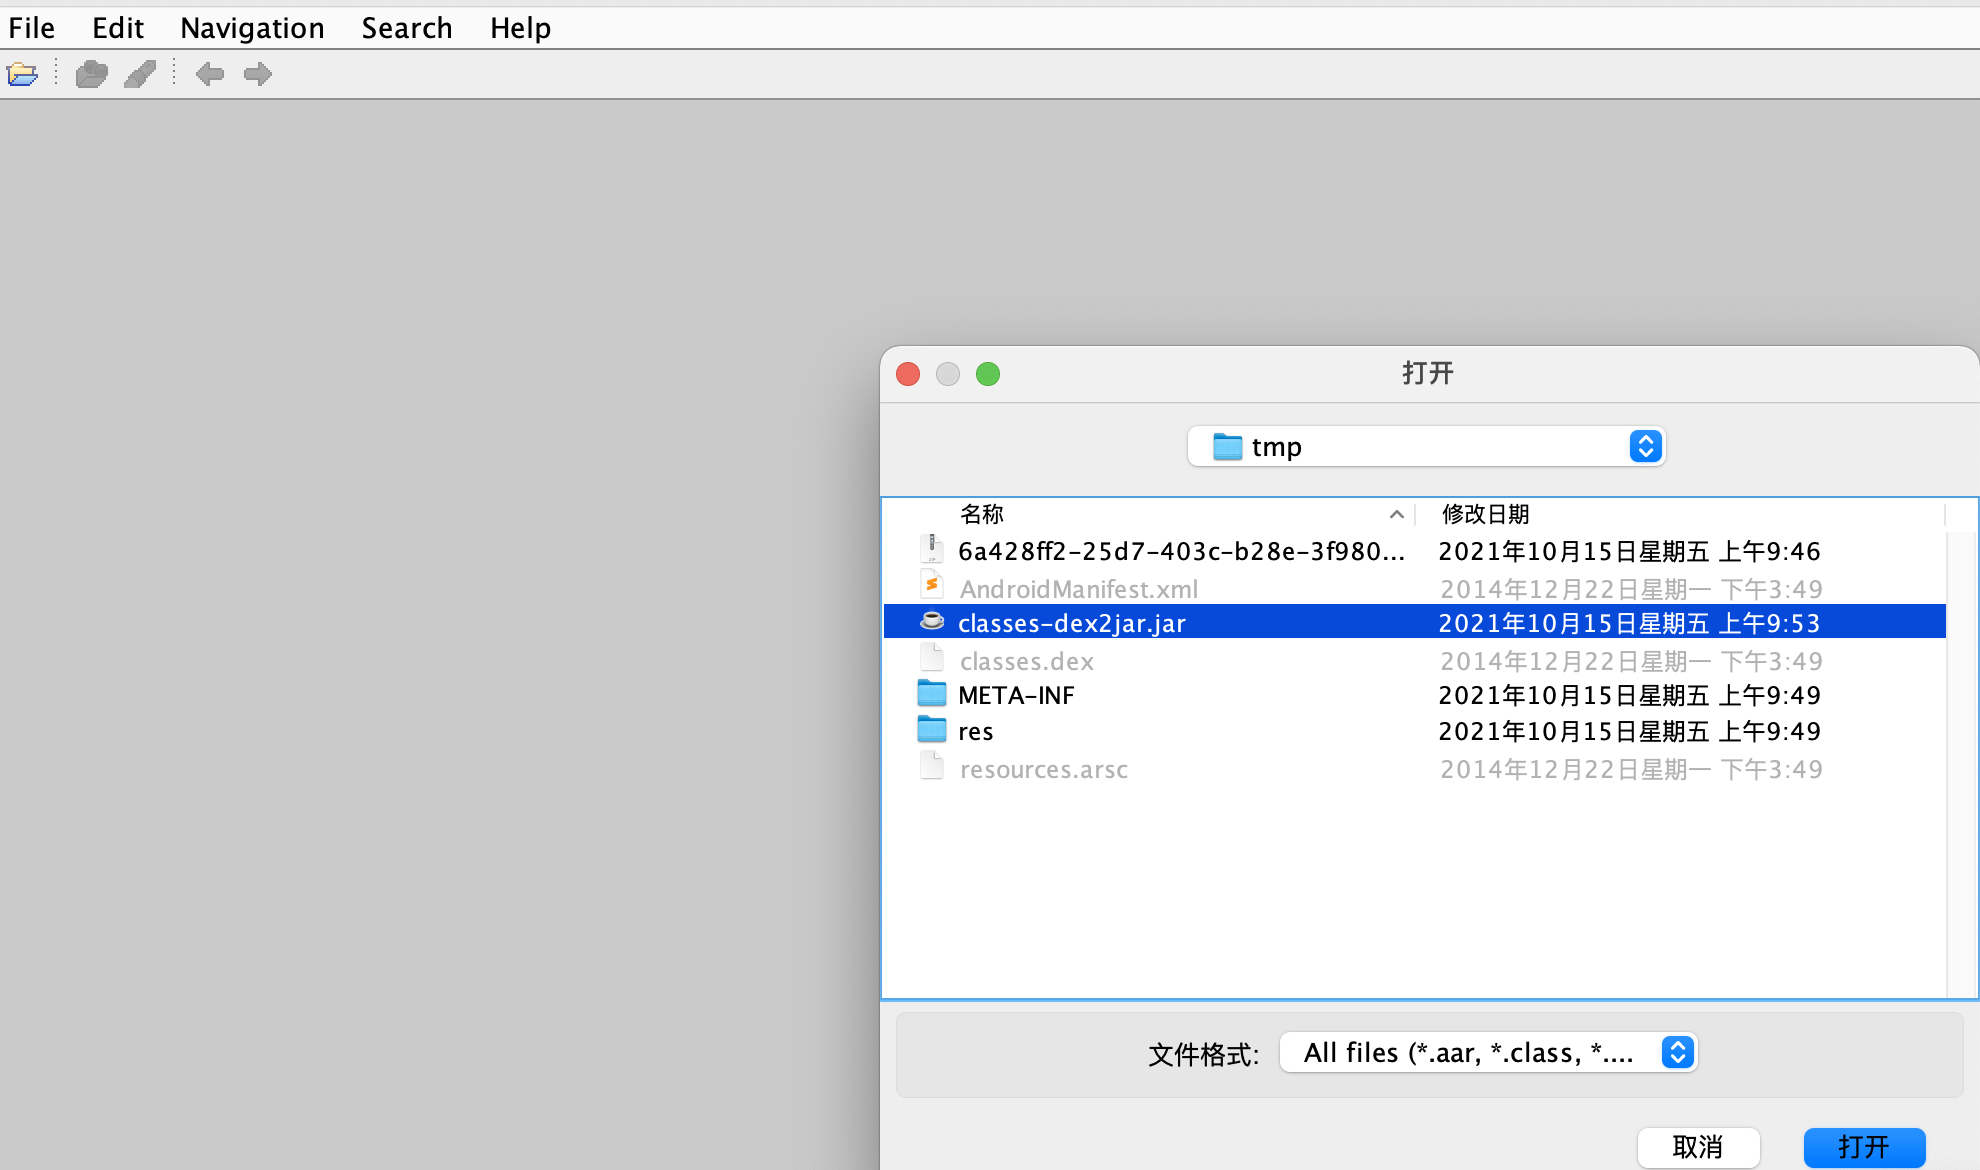 File Edit Navigation Search Help
打开
tmp
名称 修改日期
6a428ff2-25d7-403c-b28e-3f980... 2021年10月15日星期五 上午9:46
AndroidManifest.xml 2014年12月22日星期一 下午3:49
classes-dex2jar.jar 2021年10月15日星期五 上午9:53
classes.dex 2014年12月22日星期一 下午3:49
META-INF 2021年10月15日星期五 上午9:49
res 2021年10月15日星期五 上午9:49
resources.arsc 2014年12月22日星期一 下午3:49
文件格式: All files (*.aar, *.class, *....
取消 打开